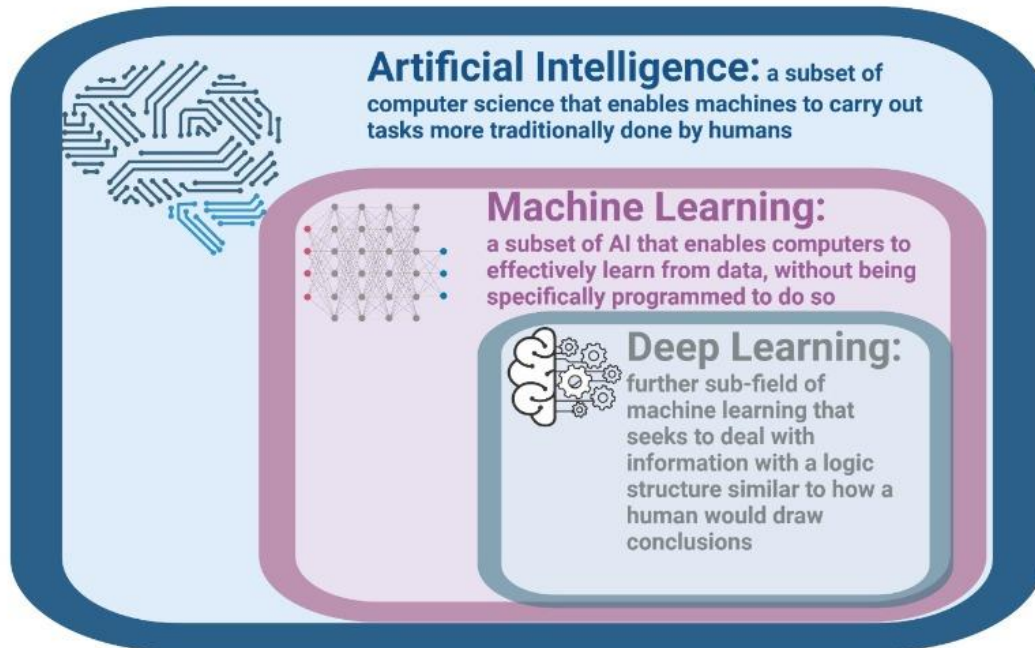 Artificial Intelligence: a subset of
computer science that enables machines to carry out
tasks more traditionally done by humans
Machine Learning:
a subset of AI that enables computers to
effectively learn from data, without being
specifically programmed to do so
Deep Learning:
further sub-field of
machine learning that
seeks to deal with
information with a logic
structure similar to how a
human would draw
conclusions